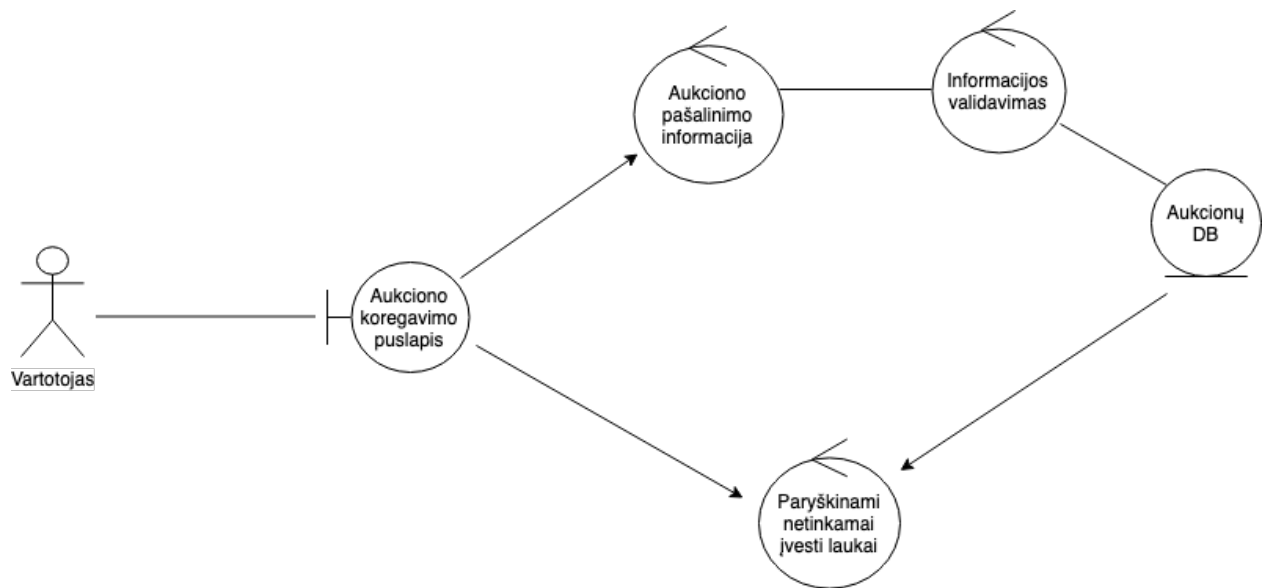 Aukciono
pašalinimo
informacija
Informacijos
validavimas
Aukcionų
DB
Vartotojas
Aukciono
koregavimo
puslapis
Paryškinami
netinkamai
įvesti laukai